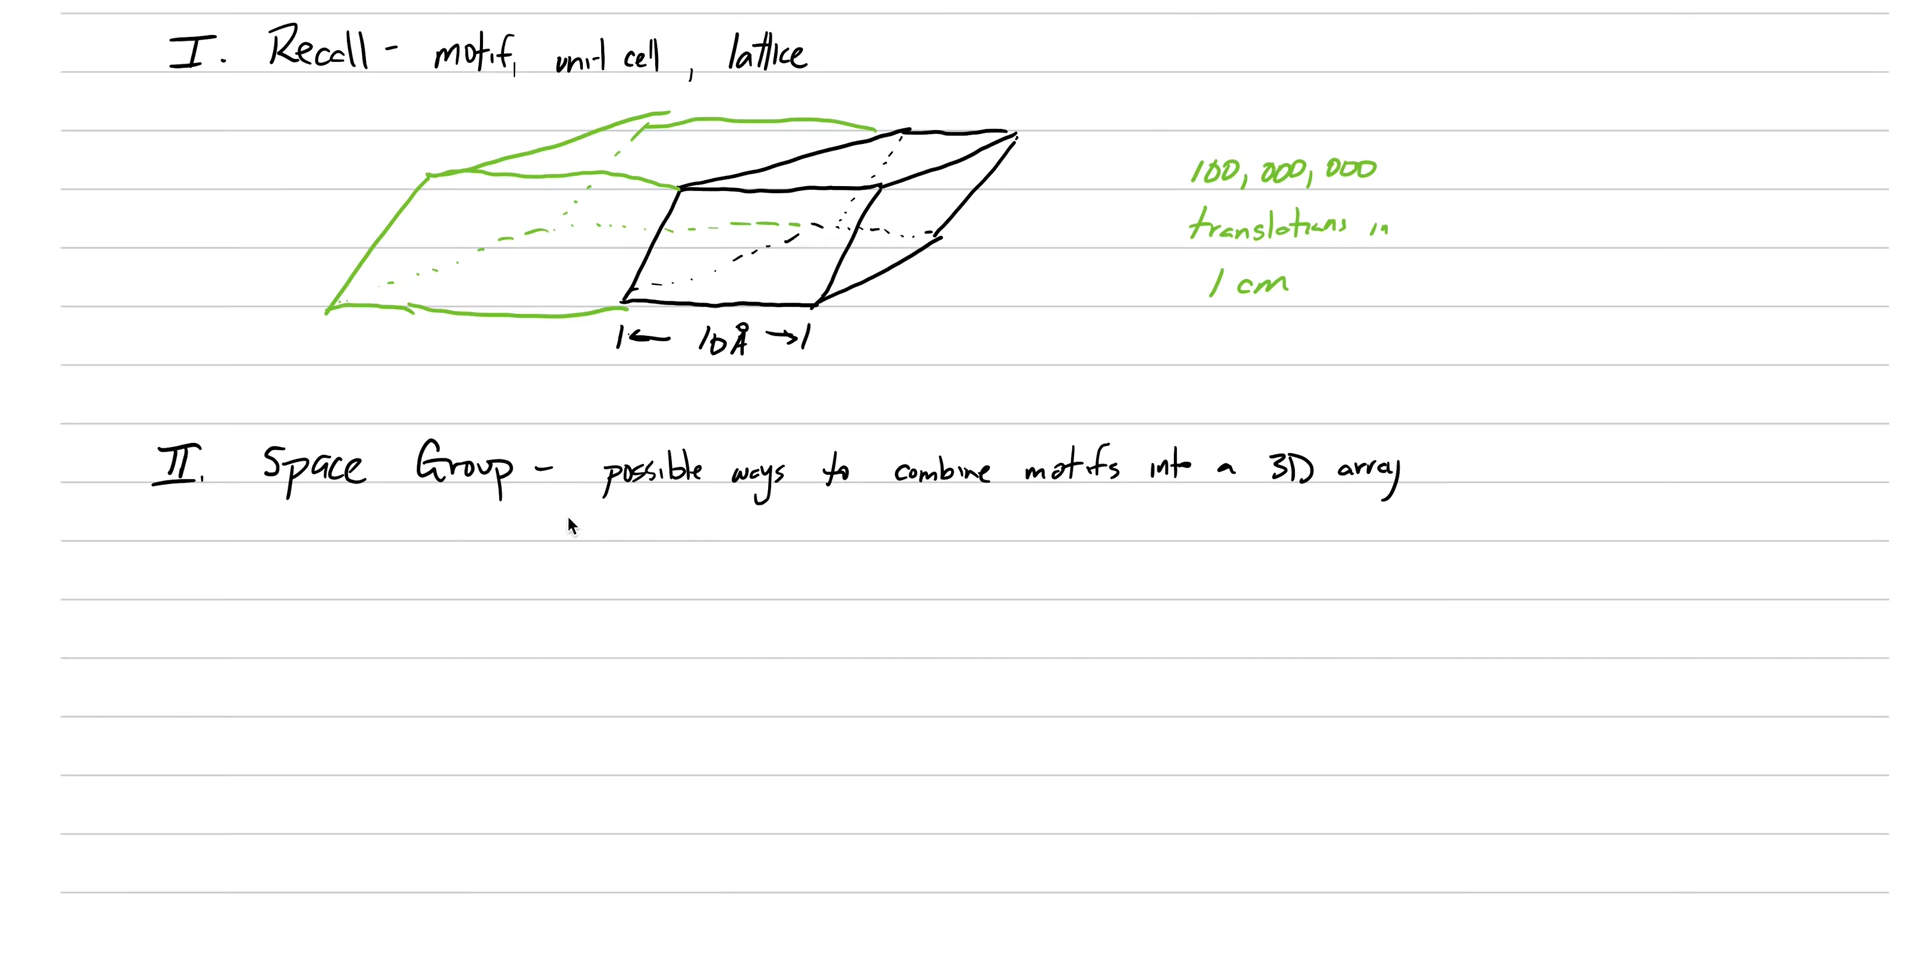 I. Recall - motif, unit cell, lattice
100,000,000
translations in
1 cm
|← 10Å →|
II. Space Group - possible ways to combine motifs into a 3D array